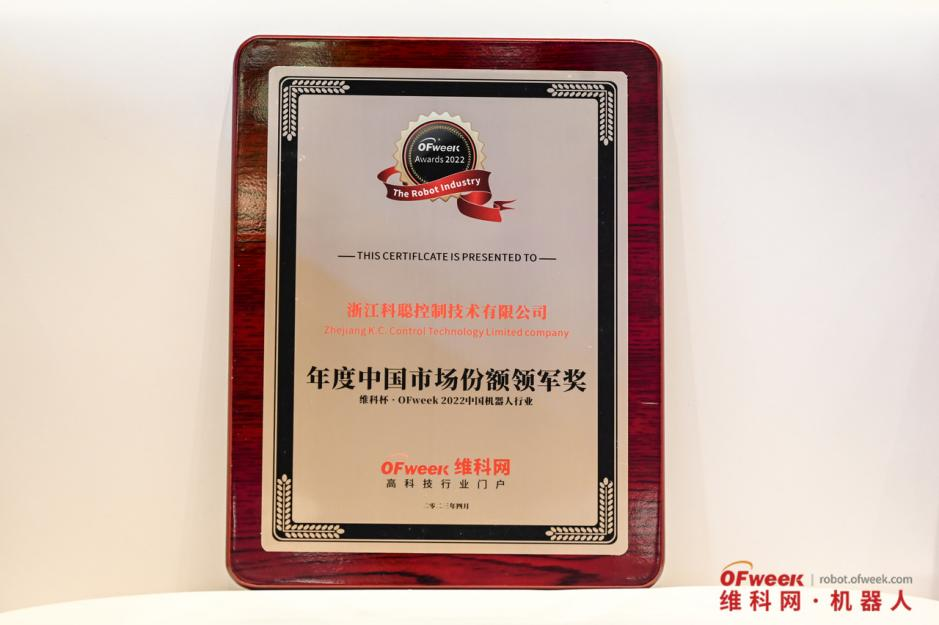 OFweek
Awards 2022
The Robot Industry
THIS CERTIFLCATE IS PRESENTED TO
浙江科聪控制技术有限公司
Zhejiang K.C. Control Technology Limited company
年度中国市场份额领军奖
维科杯·OFweek 2022中国机器人行业
OFweek 维科网
高科技行业门户
二零二三年四月
OFweek | robot.ofweek.com
维科网·机器人